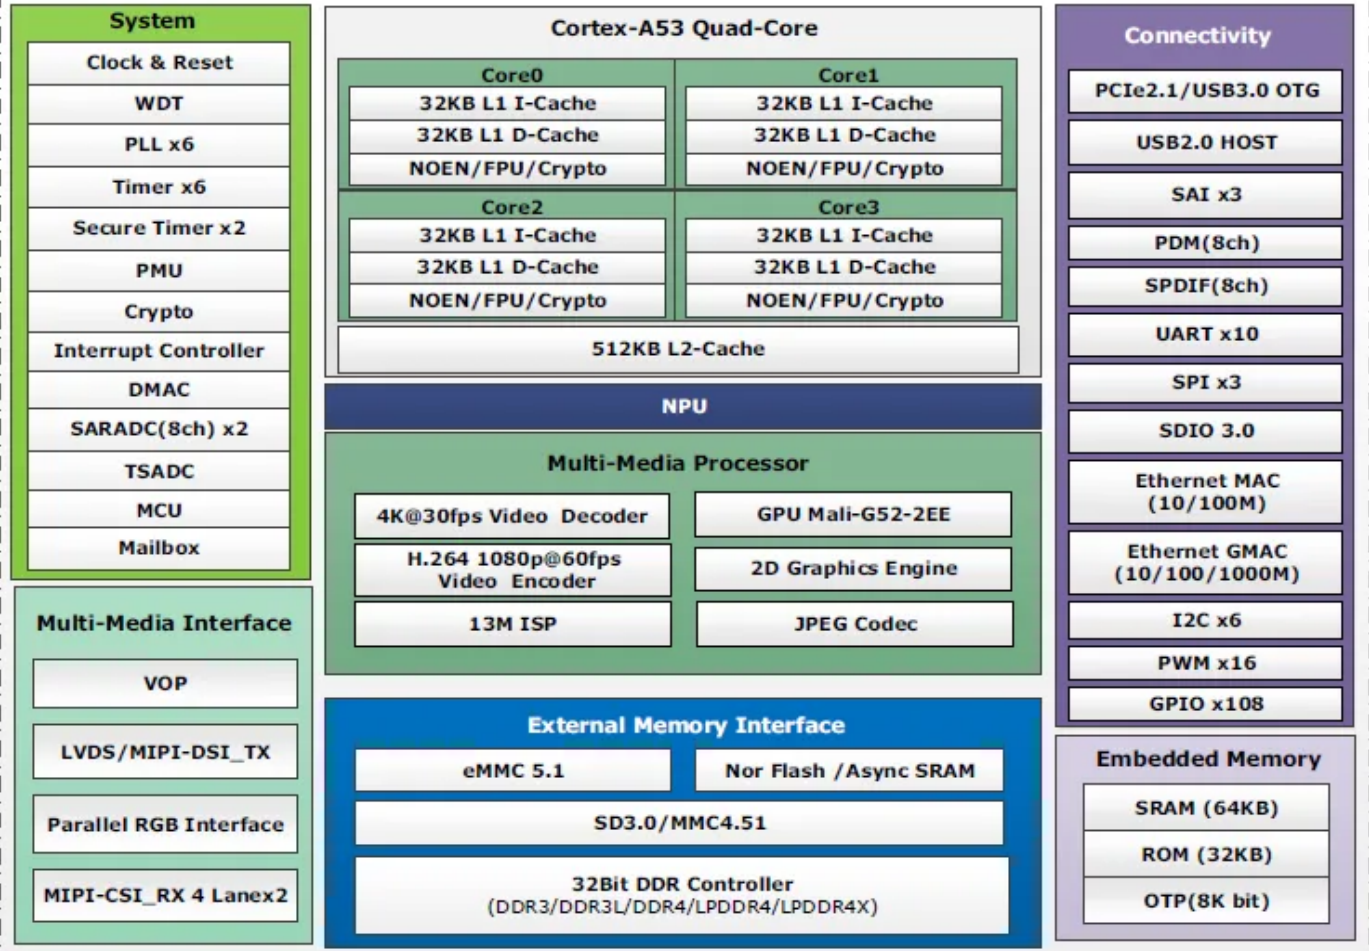 System
Clock & Reset
WDT
PLL x6
Timer x6
Secure Timer x2
PMU
Crypto
Interrupt Controller
DMAC
SARADC(8ch) x2
TSADC
MCU
Mailbox
Multi-Media Interface
VOP
LVDS/MIPI-DSI_TX
Parallel RGB Interface
MIPI-CSI_RX 4 Lanex2
Cortex-A53 Quad-Core
Core0
32KB L1 I-Cache
32KB L1 D-Cache
NOEN/FPU/Crypto
Core1
32KB L1 I-Cache
32KB L1 D-Cache
NOEN/FPU/Crypto
Core2
32KB L1 I-Cache
32KB L1 D-Cache
NOEN/FPU/Crypto
Core3
32KB L1 I-Cache
32KB L1 D-Cache
NOEN/FPU/Crypto
512KB L2-Cache
NPU
Multi-Media Processor
4K@30fps Video Decoder
H.264 1080p@60fps
Video Encoder
13M ISP
GPU Mali-G52-2EE
2D Graphics Engine
JPEG Codec
External Memory Interface
eMMC 5.1
Nor Flash /Async SRAM
SD3.0/MMC4.51
32Bit DDR Controller
(DDR3/DDR3L/DDR4/LPDDR4/LPDDR4X)
Connectivity
PCIe2.1/USB3.0 OTG
USB2.0 HOST
SAI x3
PDM(8ch)
SPDIF(8ch)
UART x10
SPI x3
SDIO 3.0
Ethernet MAC
(10/100M)
Ethernet GMAC
(10/100/1000M)
I2C x6
PWM x16
GPIO x108
Embedded Memory
SRAM (64KB)
ROM (32KB)
OTP(8K bit)